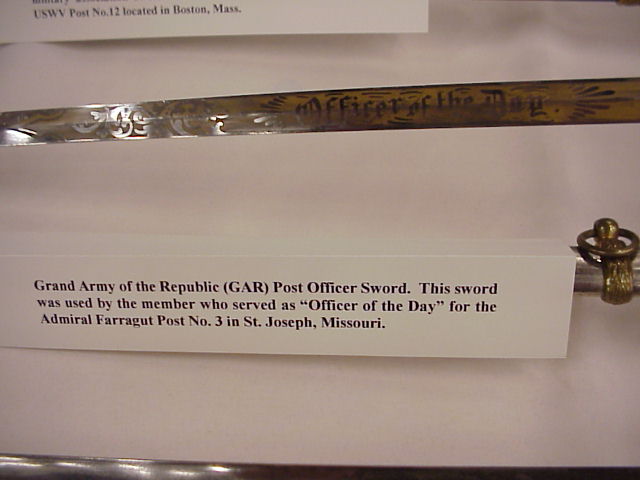 USWV Post No.12 located in Boston, Mass.
Officer of the Day.
Grand Army of the Republic (GAR) Post Officer Sword. This sword
was used by the member who served as “Officer of the Day” for the
Admiral Farragut Post No. 3 in St. Joseph, Missouri.